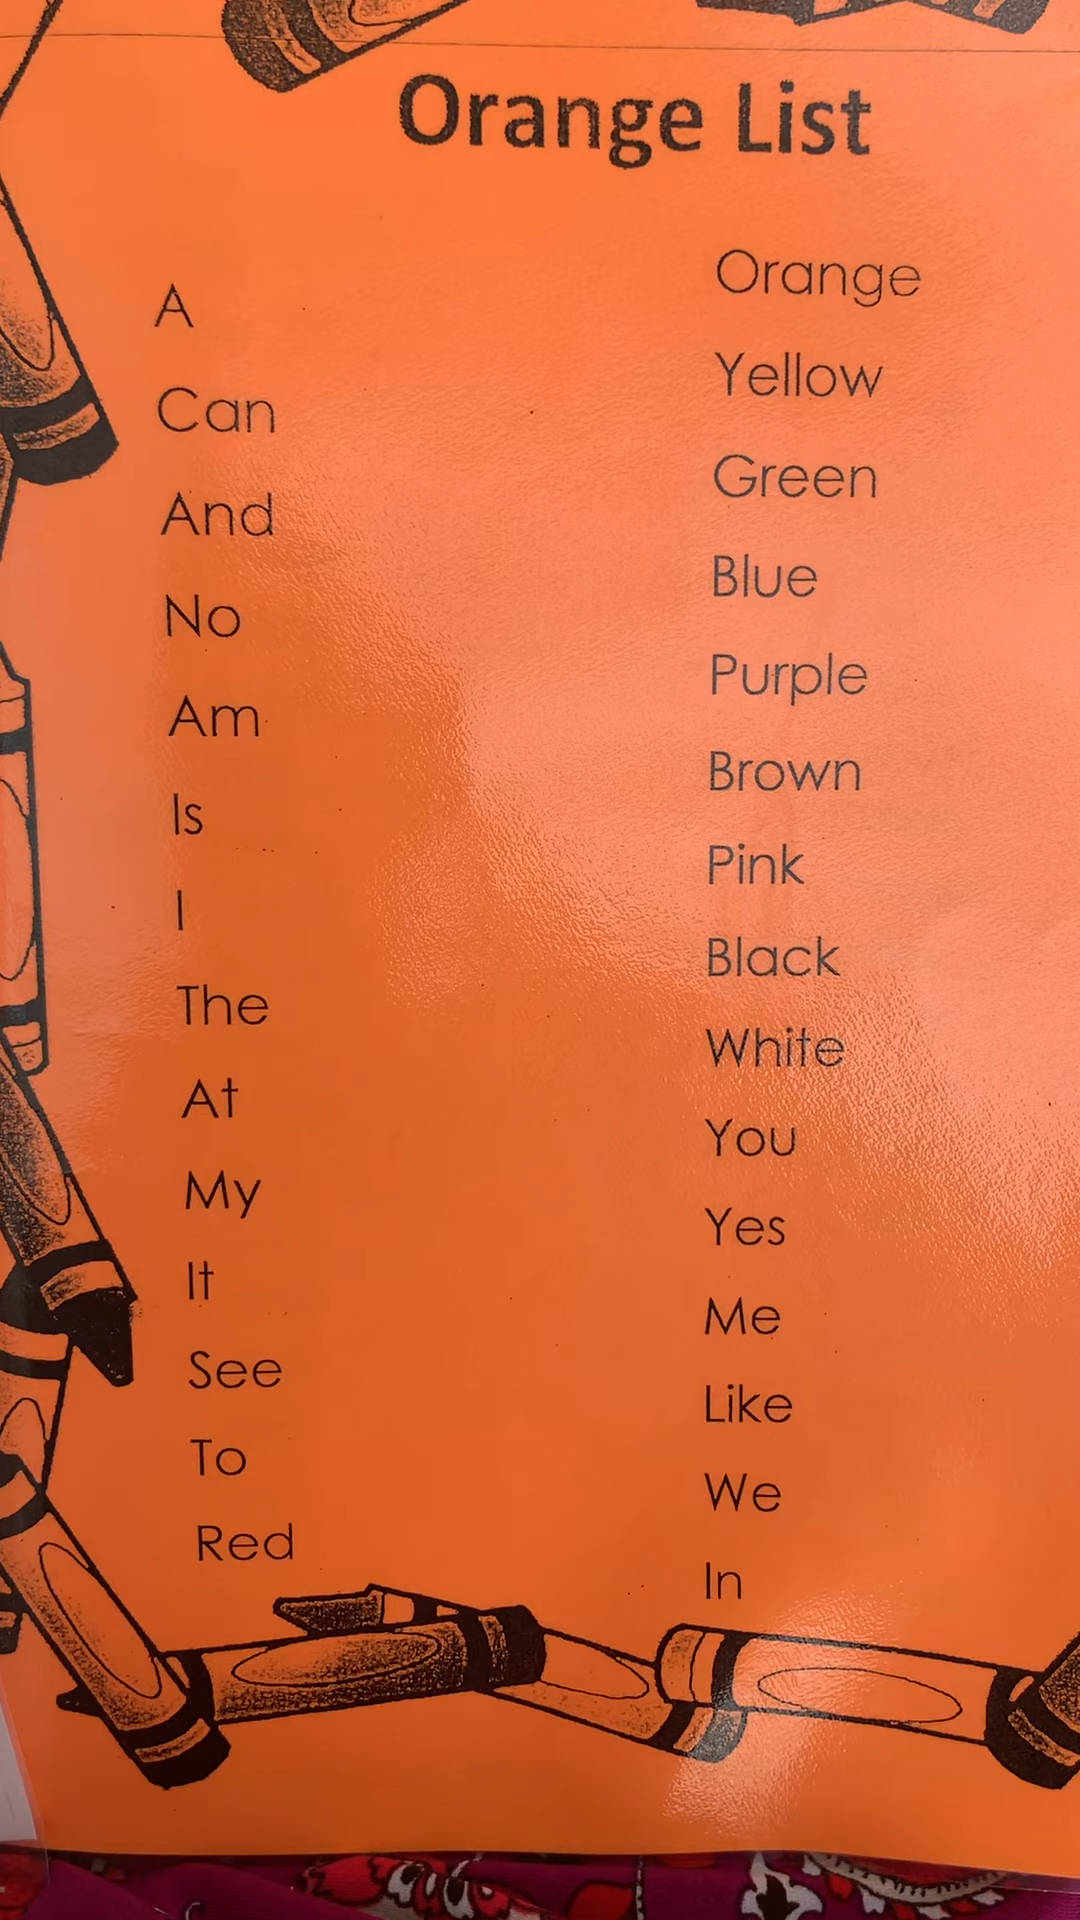 Orange List
A
Can
And
No
Am
Is
I
The
At
My
It
See
To
Red
Orange
Yellow
Green
Blue
Purple
Brown
Pink
Black
White
You
Yes
Me
Like
We
In